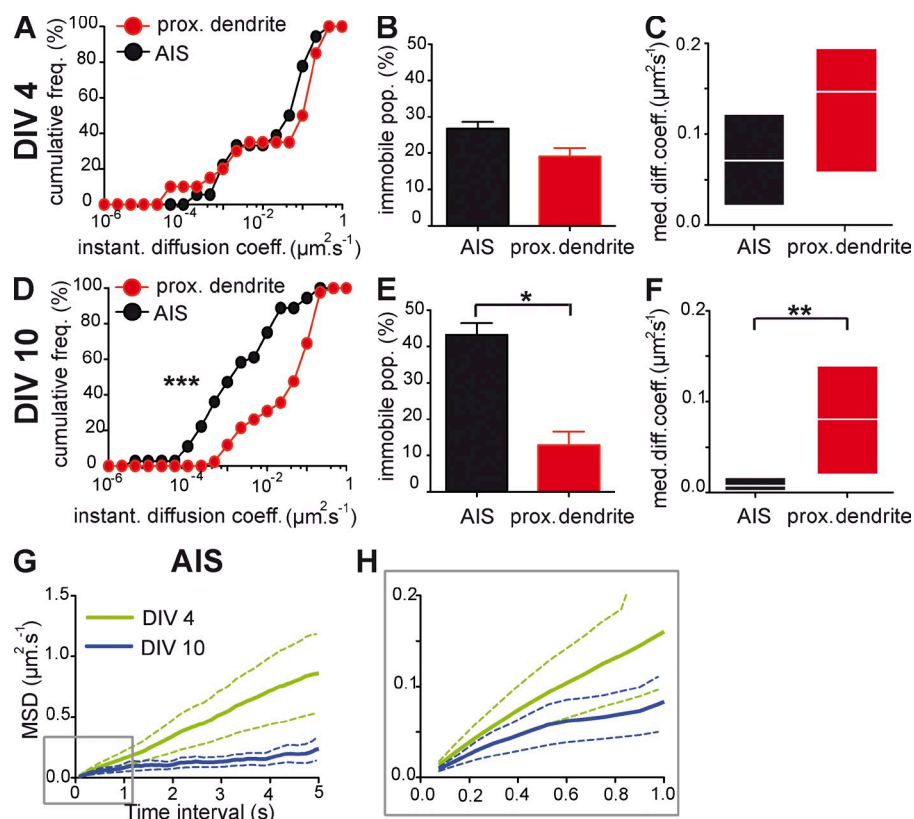 A
DIV 4
cumulative freq. (%)
100
80
60
40
20
0
prox. dendrite
AIS
10-6
10-4
10-2
1
instant. diffusion coeff. (μm2s-1)
B
immobile pop. (%)
50
40
30
20
10
0
AIS
prox.dendrite
C
med.diff.coeff.(μm2s-1)
0.2
0.1
0.0
AIS
prox.dendrite
D
DIV 10
cumulative freq. (%)
100
80
60
40
20
0
prox. dendrite
AIS
***
10-6
10-4
10-2
1
instant. diffusion coeff. (μm.s-1)
E
immobile pop. (%)
50
40
30
20
10
0
*
AIS
prox.dendrite
F
med.diff.coeff.(μm2s-1)
0.2
0.1
0.0
**
AIS
prox.dendrite
G
AIS
MSD (μm2.s-1)
1.5
1.0
0.5
0.0
DIV 4
DIV 10
0
1
2
3
4
5
Time interval (s)
H
0.2
0.1
0.0
0.0
0.2
0.4
0.6
0.8
1.0